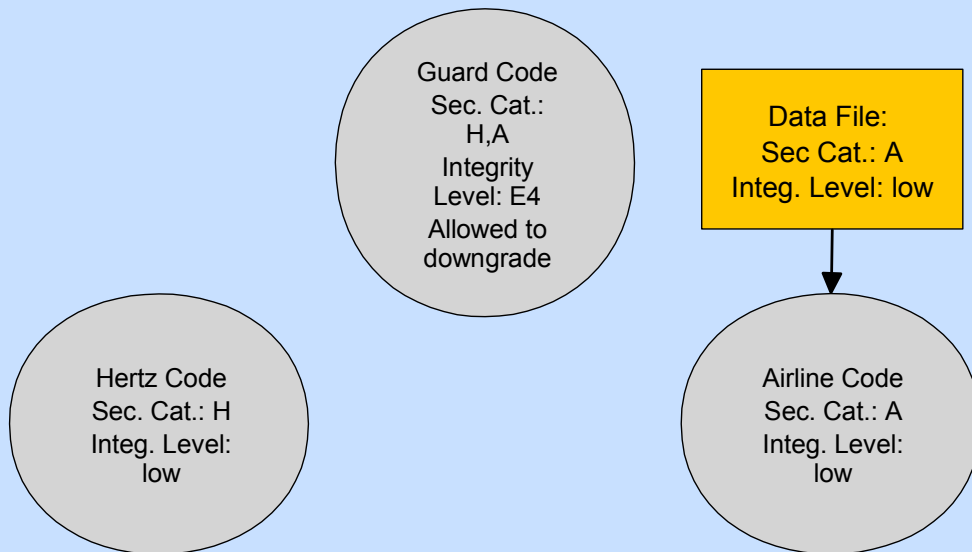 Guard Code
Sec. Cat.:
H,A
Integrity
Level: E4
Allowed to
downgrade
Data File:
Sec Cat.: A
Integ. Level: low
Hertz Code
Sec. Cat.: H
Integ. Level:
low
Airline Code
Sec. Cat.: A
Integ. Level:
low